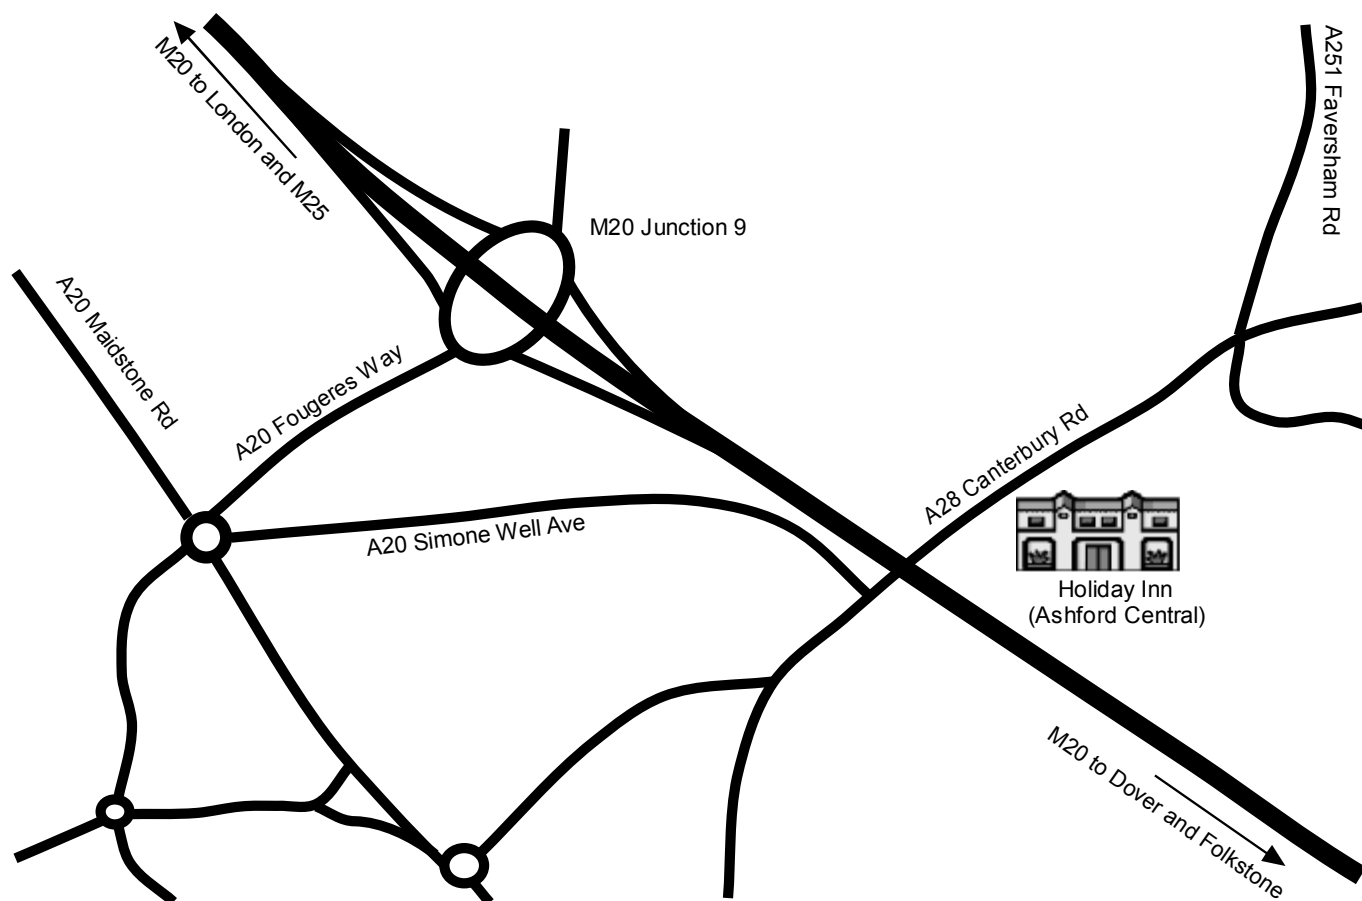 M20 to London and M25
A251 Faversham Rd
M20 Junction 9
A20 Maidstone Rd
A20 Fougeres Way
A28 Canterbury Rd
A20 Simone Well Ave
Holiday Inn
(Ashford Central)
M20 to Dover and Folkstone